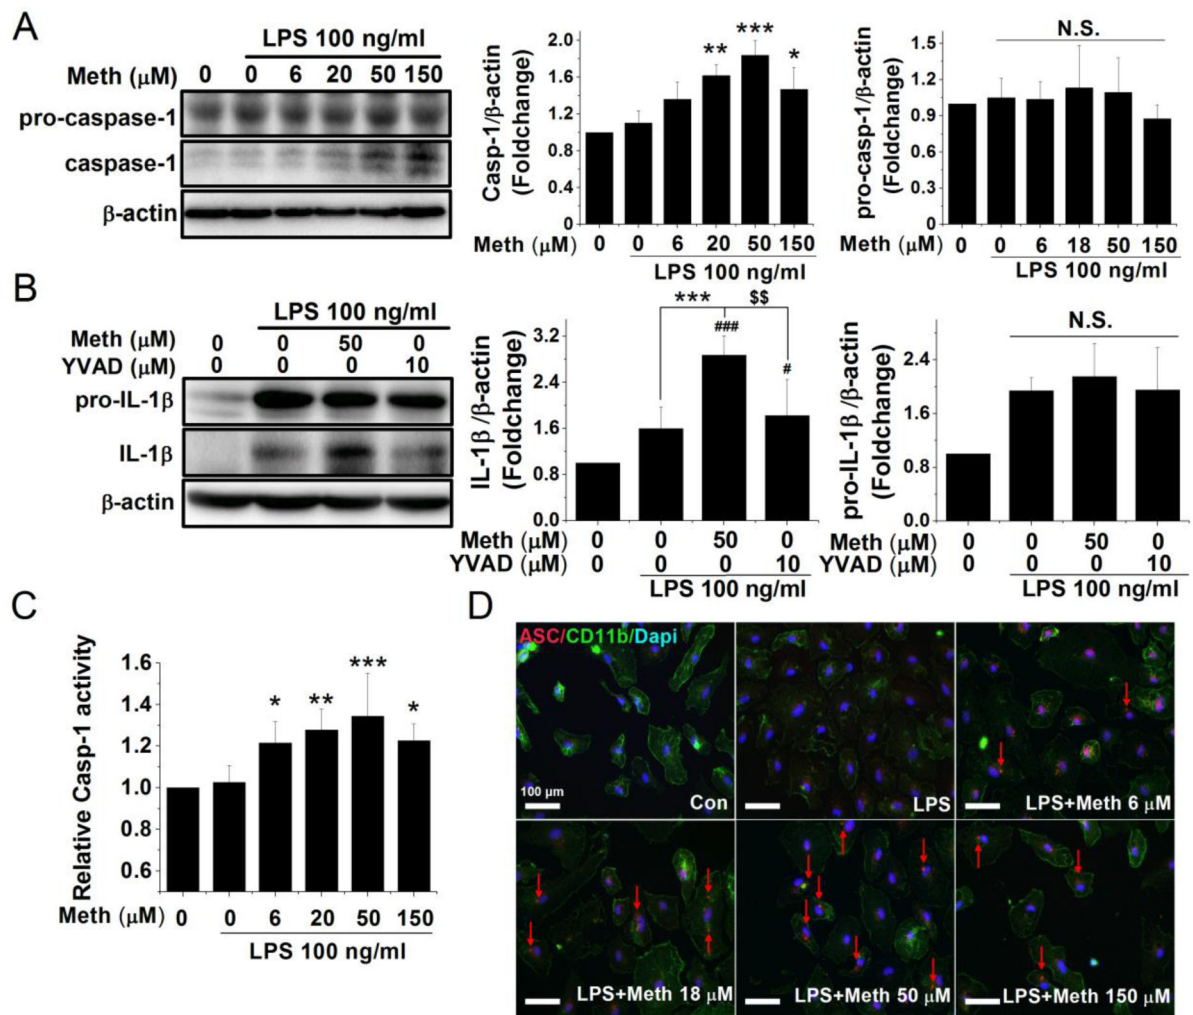 A
LPS 100 ng/ml
Meth (μM) 0 0 6 20 50 150
pro-caspase-1
caspase-1
β-actin
Casp-1/β-actin
(Foldchange)
2.0
1.6
1.2
0.8
0.4
0
** *** *
Meth (μM) 0 0 6 20 50 150
LPS 100 ng/ml
pro-casp-1/β-actin
(Foldchange)
1.5
1.2
0.9
0.6
0.3
0.0
N.S.
Meth (μM) 0 0 6 18 50 150
LPS 100 ng/ml
B
LPS 100 ng/ml
Meth (μM) 0 0 50 0
YVAD (μM) 0 0 0 10
pro-IL-1β
IL-1β
β-actin
IL-1β/β-actin
(Foldchange)
3.2
2.4
1.6
0.8
0.0
*** $$
###
#
Meth (μM) 0 0 50 0
YVAD (μM) 0 0 0 10
LPS 100 ng/ml
pro-IL-1β/β-actin
(Foldchange)
2.4
1.6
0.8
0.0
N.S.
Meth (μM) 0 0 50 0
YVAD (μM) 0 0 0 10
LPS 100 ng/ml
C
Relative Casp-1 activity
1.6
1.4
1.2
1.0
0.8
0.6
* ** *** *
Meth (μM) 0 0 6 20 50 150
LPS 100 ng/ml
D
ASC/CD11b/Dapi
100 μm
Con
LPS
LPS+Meth 6 μM
LPS+Meth 18 μM
LPS+Meth 50 μM
LPS+Meth 150 μM